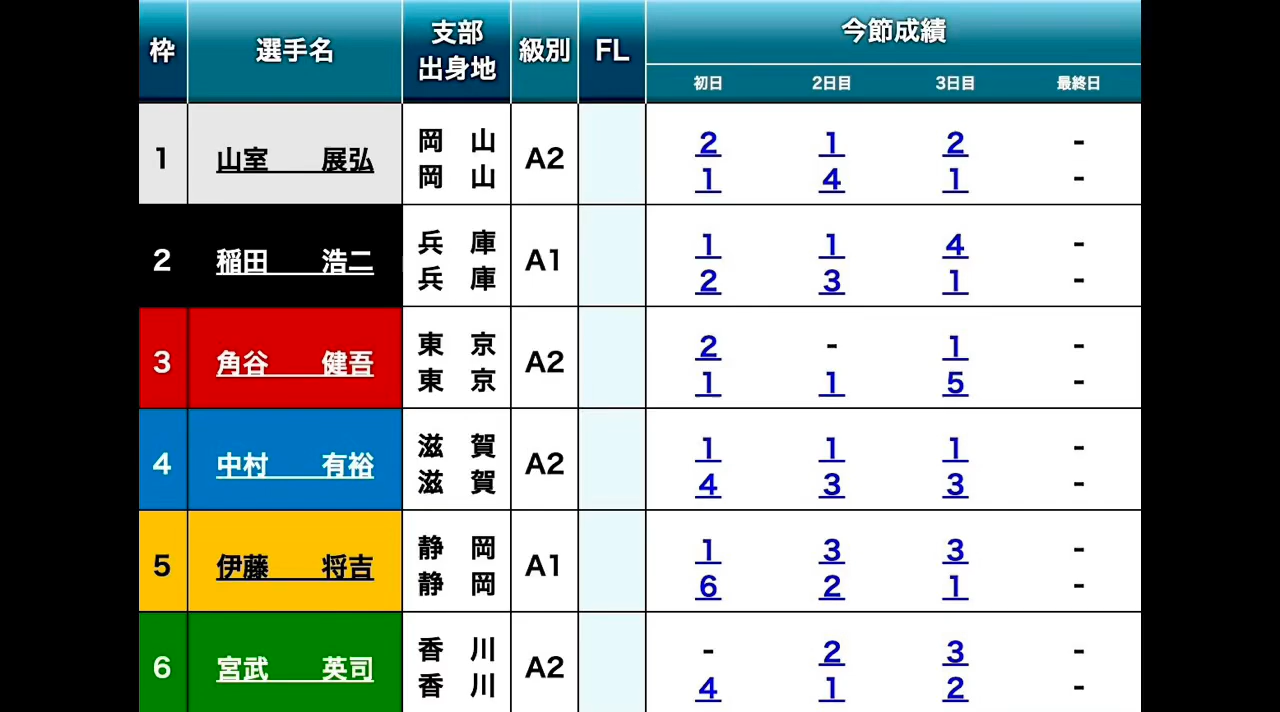 枠 選手名 支部 出身地 級別 FL 今節成績
初日 2日目 3日目 最終日
1 山室 展弘 岡山 A2 2 1 2 -
岡山 1 4 1 -
2 稲田 浩二 兵庫 A1 1 1 4 -
兵庫 2 3 1 -
3 角谷 健吾 東京 A2 2 - 1 -
東京 1 1 5 -
4 中村 有裕 滋賀 A2 1 1 1 -
滋賀 4 3 3 -
5 伊藤 将吉 静岡 A1 1 3 3 -
静岡 6 2 1 -
6 宮武 英司 香川 A2 - 2 3 -
香川 4 1 2 -